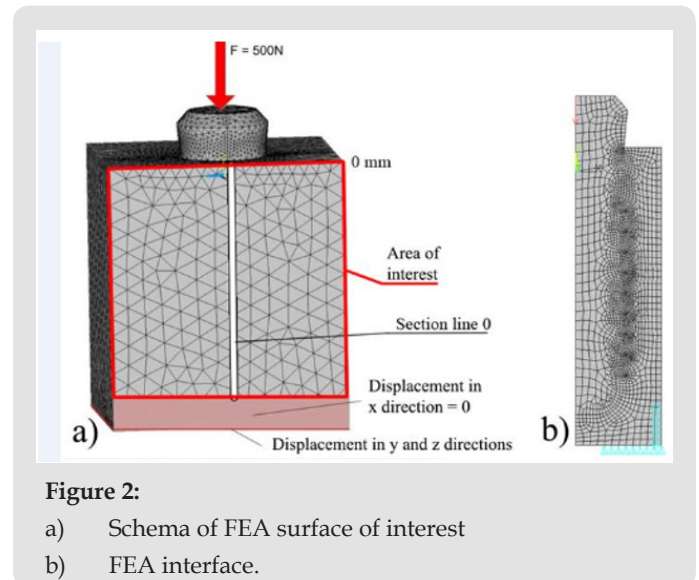 F = 500N
0 mm
Area of
interest
Section line 0
Displacement in
x direction = 0
Displacement in y and z directions
a)
b)
Figure 2:
a) Schema of FEA surface of interest
b) FEA interface.